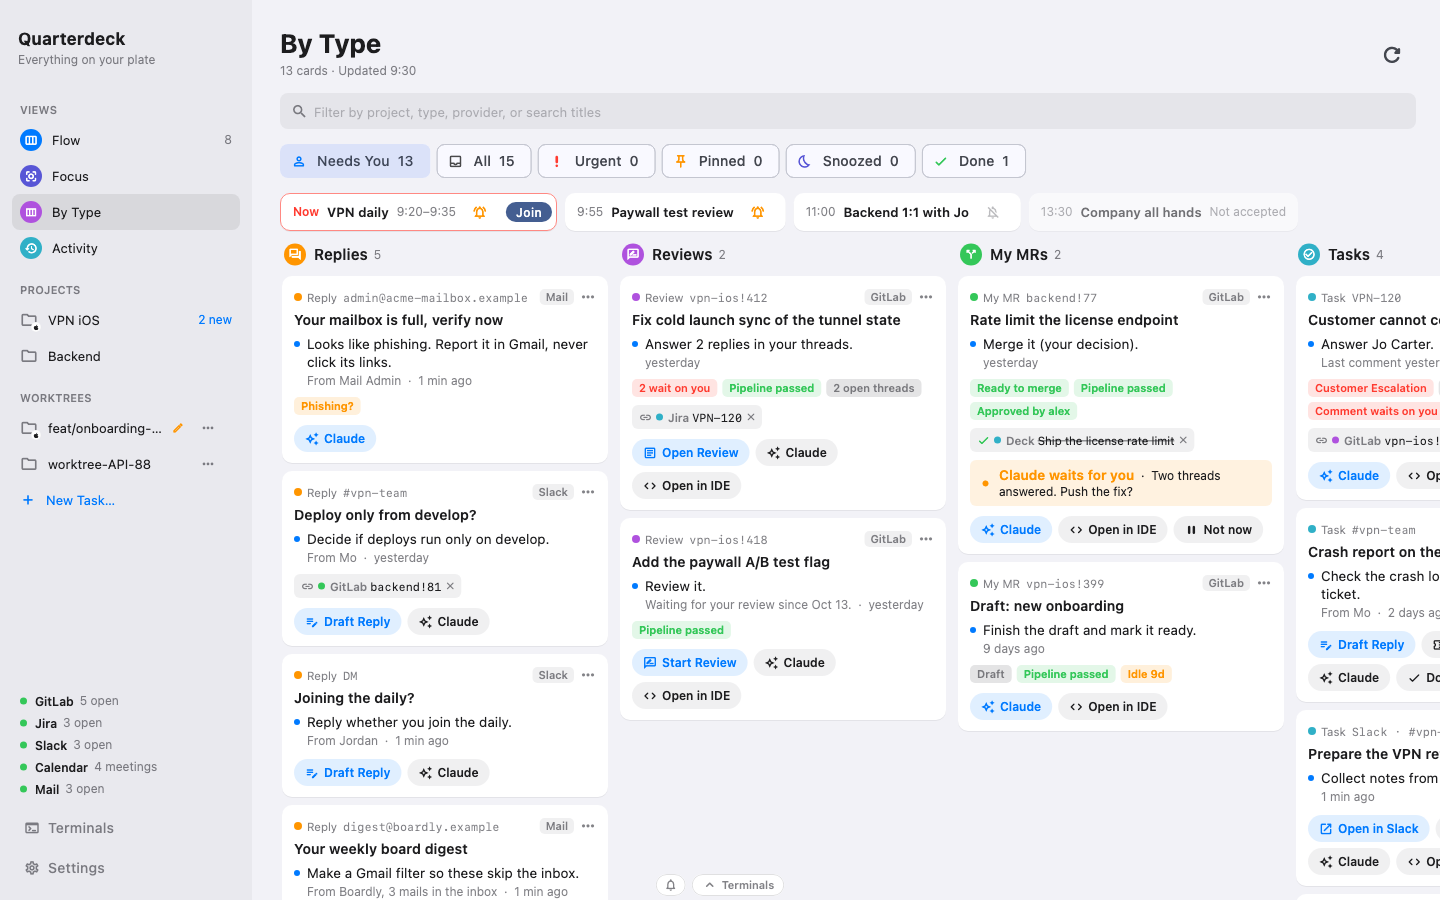 Quarterdeck
Everything on your plate
VIEWS
Flow 8
Focus
By Type
Activity
PROJECTS
VPN iOS 2 new
Backend
WORKTREES
feat/onboarding-...
worktree-API-88
New Task...
GitLab 5 open
Jira 3 open
Slack 3 open
Calendar 4 meetings
Mail 3 open
Terminals
Settings
By Type
13 cards · Updated 9:30
Filter by project, type, provider, or search titles
Needs You 13
All 15
Urgent 0
Pinned 0
Snoozed 0
Done 1
Now VPN daily 9:20–9:35 Join
9:55 Paywall test review
11:00 Backend 1:1 with Jo
13:30 Company all hands Not accepted
Replies 5
Reply admin@acme-mailbox.example Mail
Your mailbox is full, verify now
Looks like phishing. Report it in Gmail, never
click its links.
From Mail Admin · 1 min ago
Phishing?
Claude
Reply #vpn-team Slack
Deploy only from develop?
Decide if deploys run only on develop.
From Mo · yesterday
GitLab backend!81
Draft Reply Claude
Reply DM Slack
Joining the daily?
Reply whether you join the daily.
From Jordan · 1 min ago
Draft Reply Claude
Reply digest@boardly.example Mail
Your weekly board digest
Make a Gmail filter so these skip the inbox.
From Boardly, 3 mails in the inbox · 1 min ago
Reviews 2
Review vpn-ios!412 GitLab
Fix cold launch sync of the tunnel state
Answer 2 replies in your threads.
yesterday
2 wait on you Pipeline passed 2 open threads
Jira VPN-120
Open Review Claude
Open in IDE
Review vpn-ios!418 GitLab
Add the paywall A/B test flag
Review it.
Waiting for your review since Oct 13. · yesterday
Pipeline passed
Start Review Claude
Open in IDE
My MRs 2
My MR backend!77 GitLab
Rate limit the license endpoint
Merge it (your decision).
yesterday
Ready to merge Pipeline passed
Approved by alex
Deck Ship the license rate limit
Claude waits for you · Two threads
answered. Push the fix?
Claude Open in IDE Not now
My MR vpn-ios!399 GitLab
Draft: new onboarding
Finish the draft and mark it ready.
9 days ago
Draft Pipeline passed Idle 9d
Claude Open in IDE
Tasks 4
Task VPN-120
Customer cannot c
Answer Jo Carter.
Last comment yester
Customer Escalation
Comment waits on you
GitLab vpn-ios!
Claude Op
Task #vpn-team
Crash report on the
Check the crash lo
ticket.
From Mo · 2 days ag
Draft Reply
Claude Do
Task Slack · #vpn-
Prepare the VPN re
Collect notes from
1 min ago
Open in Slack
Claude Op
Terminals